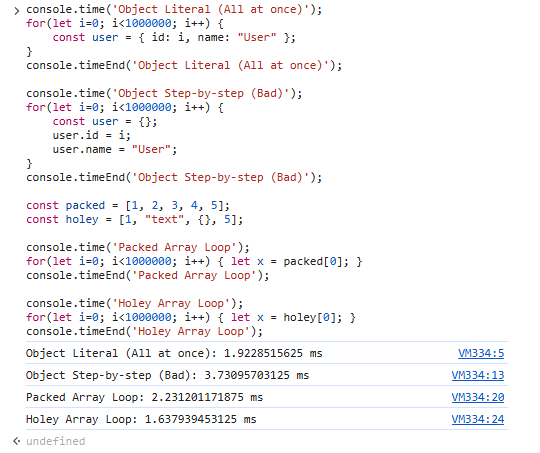 console.time('Object Literal (All at once)');
for(let i=0; i<1000000; i++) {
    const user = { id: i, name: "User" };
}
console.timeEnd('Object Literal (All at once)');

console.time('Object Step-by-step (Bad)');
for(let i=0; i<1000000; i++) {
    const user = {};
    user.id = i;
    user.name = "User";
}
console.timeEnd('Object Step-by-step (Bad)');

const packed = [1, 2, 3, 4, 5];
const holey = [1, "text", {}, 5];

console.time('Packed Array Loop');
for(let i=0; i<1000000; i++) { let x = packed[0]; }
console.timeEnd('Packed Array Loop');

console.time('Holey Array Loop');
for(let i=0; i<1000000; i++) { let x = holey[0]; }
console.timeEnd('Holey Array Loop');
Object Literal (All at once): 1.9228515625 ms VM334:5
Object Step-by-step (Bad): 3.73095703125 ms VM334:13
Packed Array Loop: 2.231201171875 ms VM334:20
Holey Array Loop: 1.637939453125 ms VM334:24
undefined